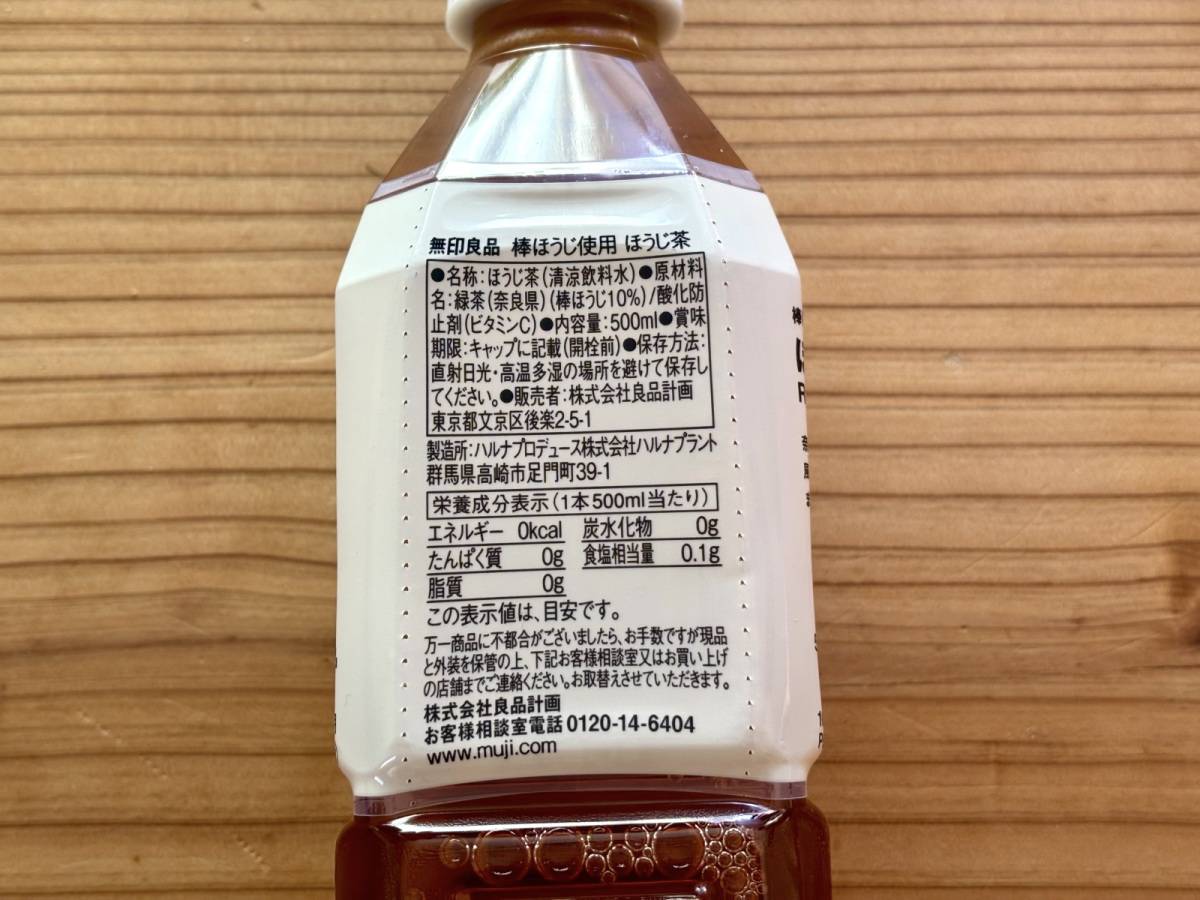 無印良品 棒ほうじ使用 ほうじ茶
●名称：ほうじ茶（清涼飲料水）●原材料
名：緑茶（奈良県）（棒ほうじ10%）/酸化防
止剤（ビタミンC）●内容量：500ml●賞味
期限：キャップに記載（開栓前）●保存方法：
直射日光・高温多湿の場所を避けて保存し
てください。●販売者：株式会社良品計画
東京都文京区後楽2-5-1
製造所：ハルナプロデュース株式会社ハルナプラント
群馬県高崎市足門町39-1
栄養成分表示（1本500ml当たり）
エネルギー 0kcal 炭水化物 0g
たんぱく質 0g 食塩相当量 0.1g
脂質 0g
この表示値は、目安です。
万一商品に不都合がございましたら、お手数ですが現品
と外装を保管の上、下記お客様相談室又はお買い上げ
の店舗までご連絡ください。お取替えさせていただきます。
株式会社良品計画
お客様相談室電話 0120-14-6404
www.muji.com